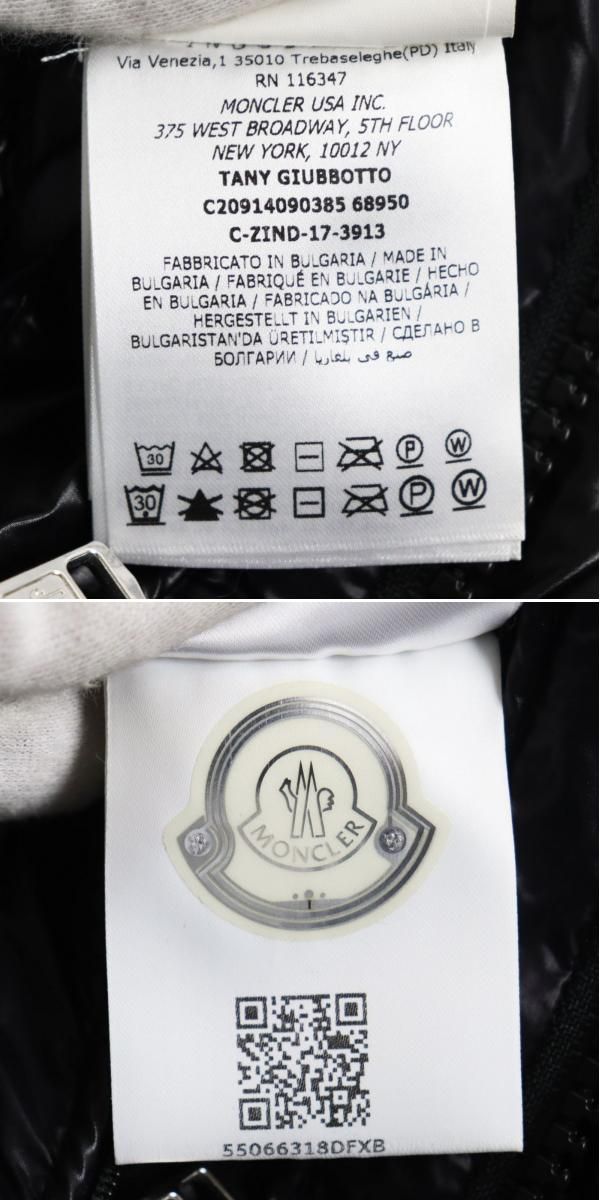 Via Venezia,1 35010 Trebaseleghe(PD) Italy
RN 116347
MONCLER USA INC.
375 WEST BROADWAY, 5TH FLOOR
NEW YORK, 10012 NY
TANY GIUBBOTTO
C20914090385 68950
C-ZIND-17-3913
FABBRICATO IN BULGARIA / MADE IN
BULGARIA / FABRIQUÉ EN BULGARIE / HECHO
EN BULGARIA / FABRICADO NA BULGÁRIA /
HERGESTELLT IN BULGARIEN /
BULGARISTAN'DA ÜRETILMIŞTIR / СДЕЛАНО В
БОЛГАРИИ / صنع في بلغاريا
30 P W
30 P W
MONCLER
55066318DFXB